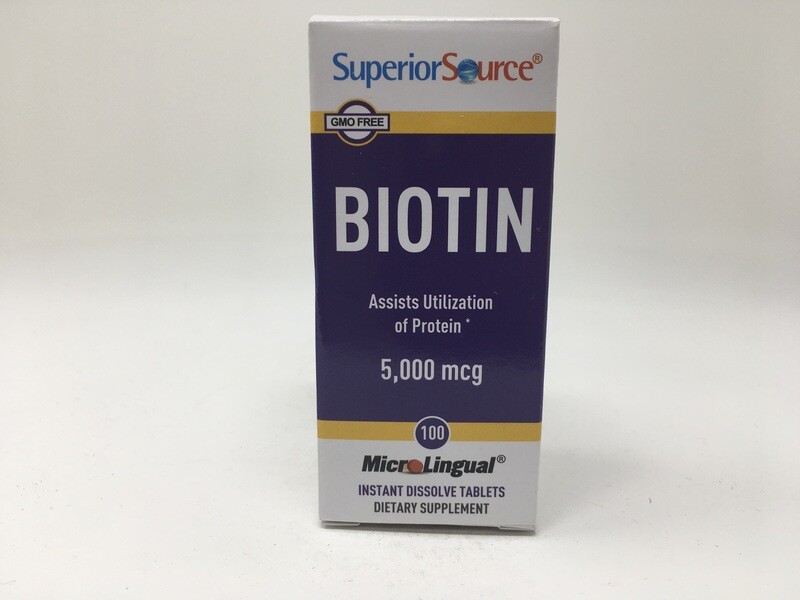 SuperiorSource®
GMO FREE
BIOTIN
Assists Utilization
of Protein *
5,000 mcg
100
MicroLingual®
INSTANT DISSOLVE TABLETS
DIETARY SUPPLEMENT